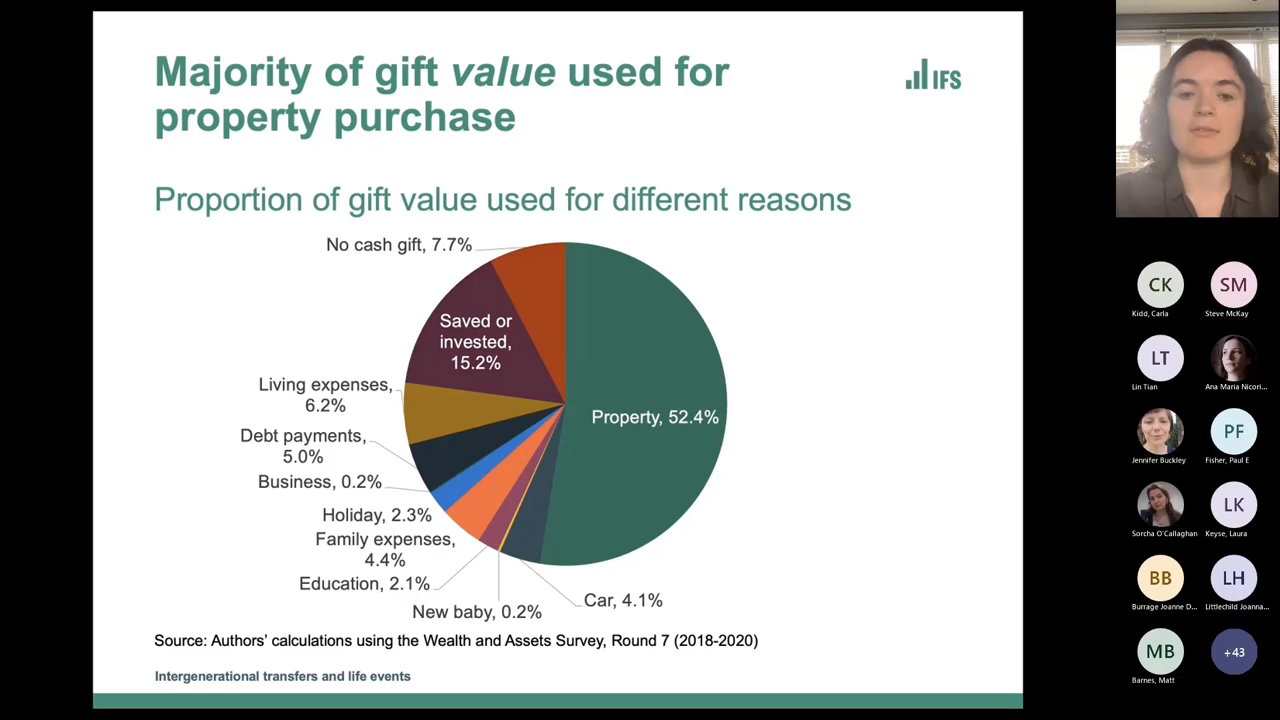 Majority of gift value used for
property purchase
IFS
Proportion of gift value used for different reasons
No cash gift, 7.7%
Saved or
invested,
15.2%
Living expenses,
6.2%
Property, 52.4%
Debt payments,
5.0%
Business, 0.2%
Holiday, 2.3%
Family expenses,
4.4%
Education, 2.1%
New baby, 0.2%
Car, 4.1%
Source: Authors' calculations using the Wealth and Assets Survey, Round 7 (2018-2020)
Intergenerational transfers and life events
CK
Kidd, Carla
SM
Steve McKay
LT
Lin Tian
Ana Maria Nicori...
Jennifer Buckley
PF
Fisher, Paul E
Sorcha O'Callaghan
LK
Keyse, Laura
BB
Burrage Joanne D...
LH
Littlechild Joanna...
MB
Barnes, Matt
+43